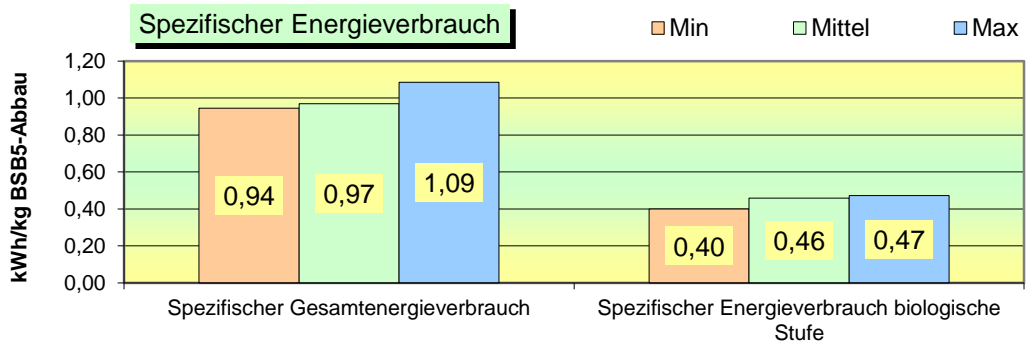 Spezifischer Energieverbrauch
Min Mittel Max
kWh/kg BSB5-Abbau
1,20
1,00
0,80
0,60
0,40
0,20
0,00
0,94 0,97 1,09
0,40 0,46 0,47
Spezifischer Gesamtenergieverbrauch
Spezifischer Energieverbrauch biologische
Stufe